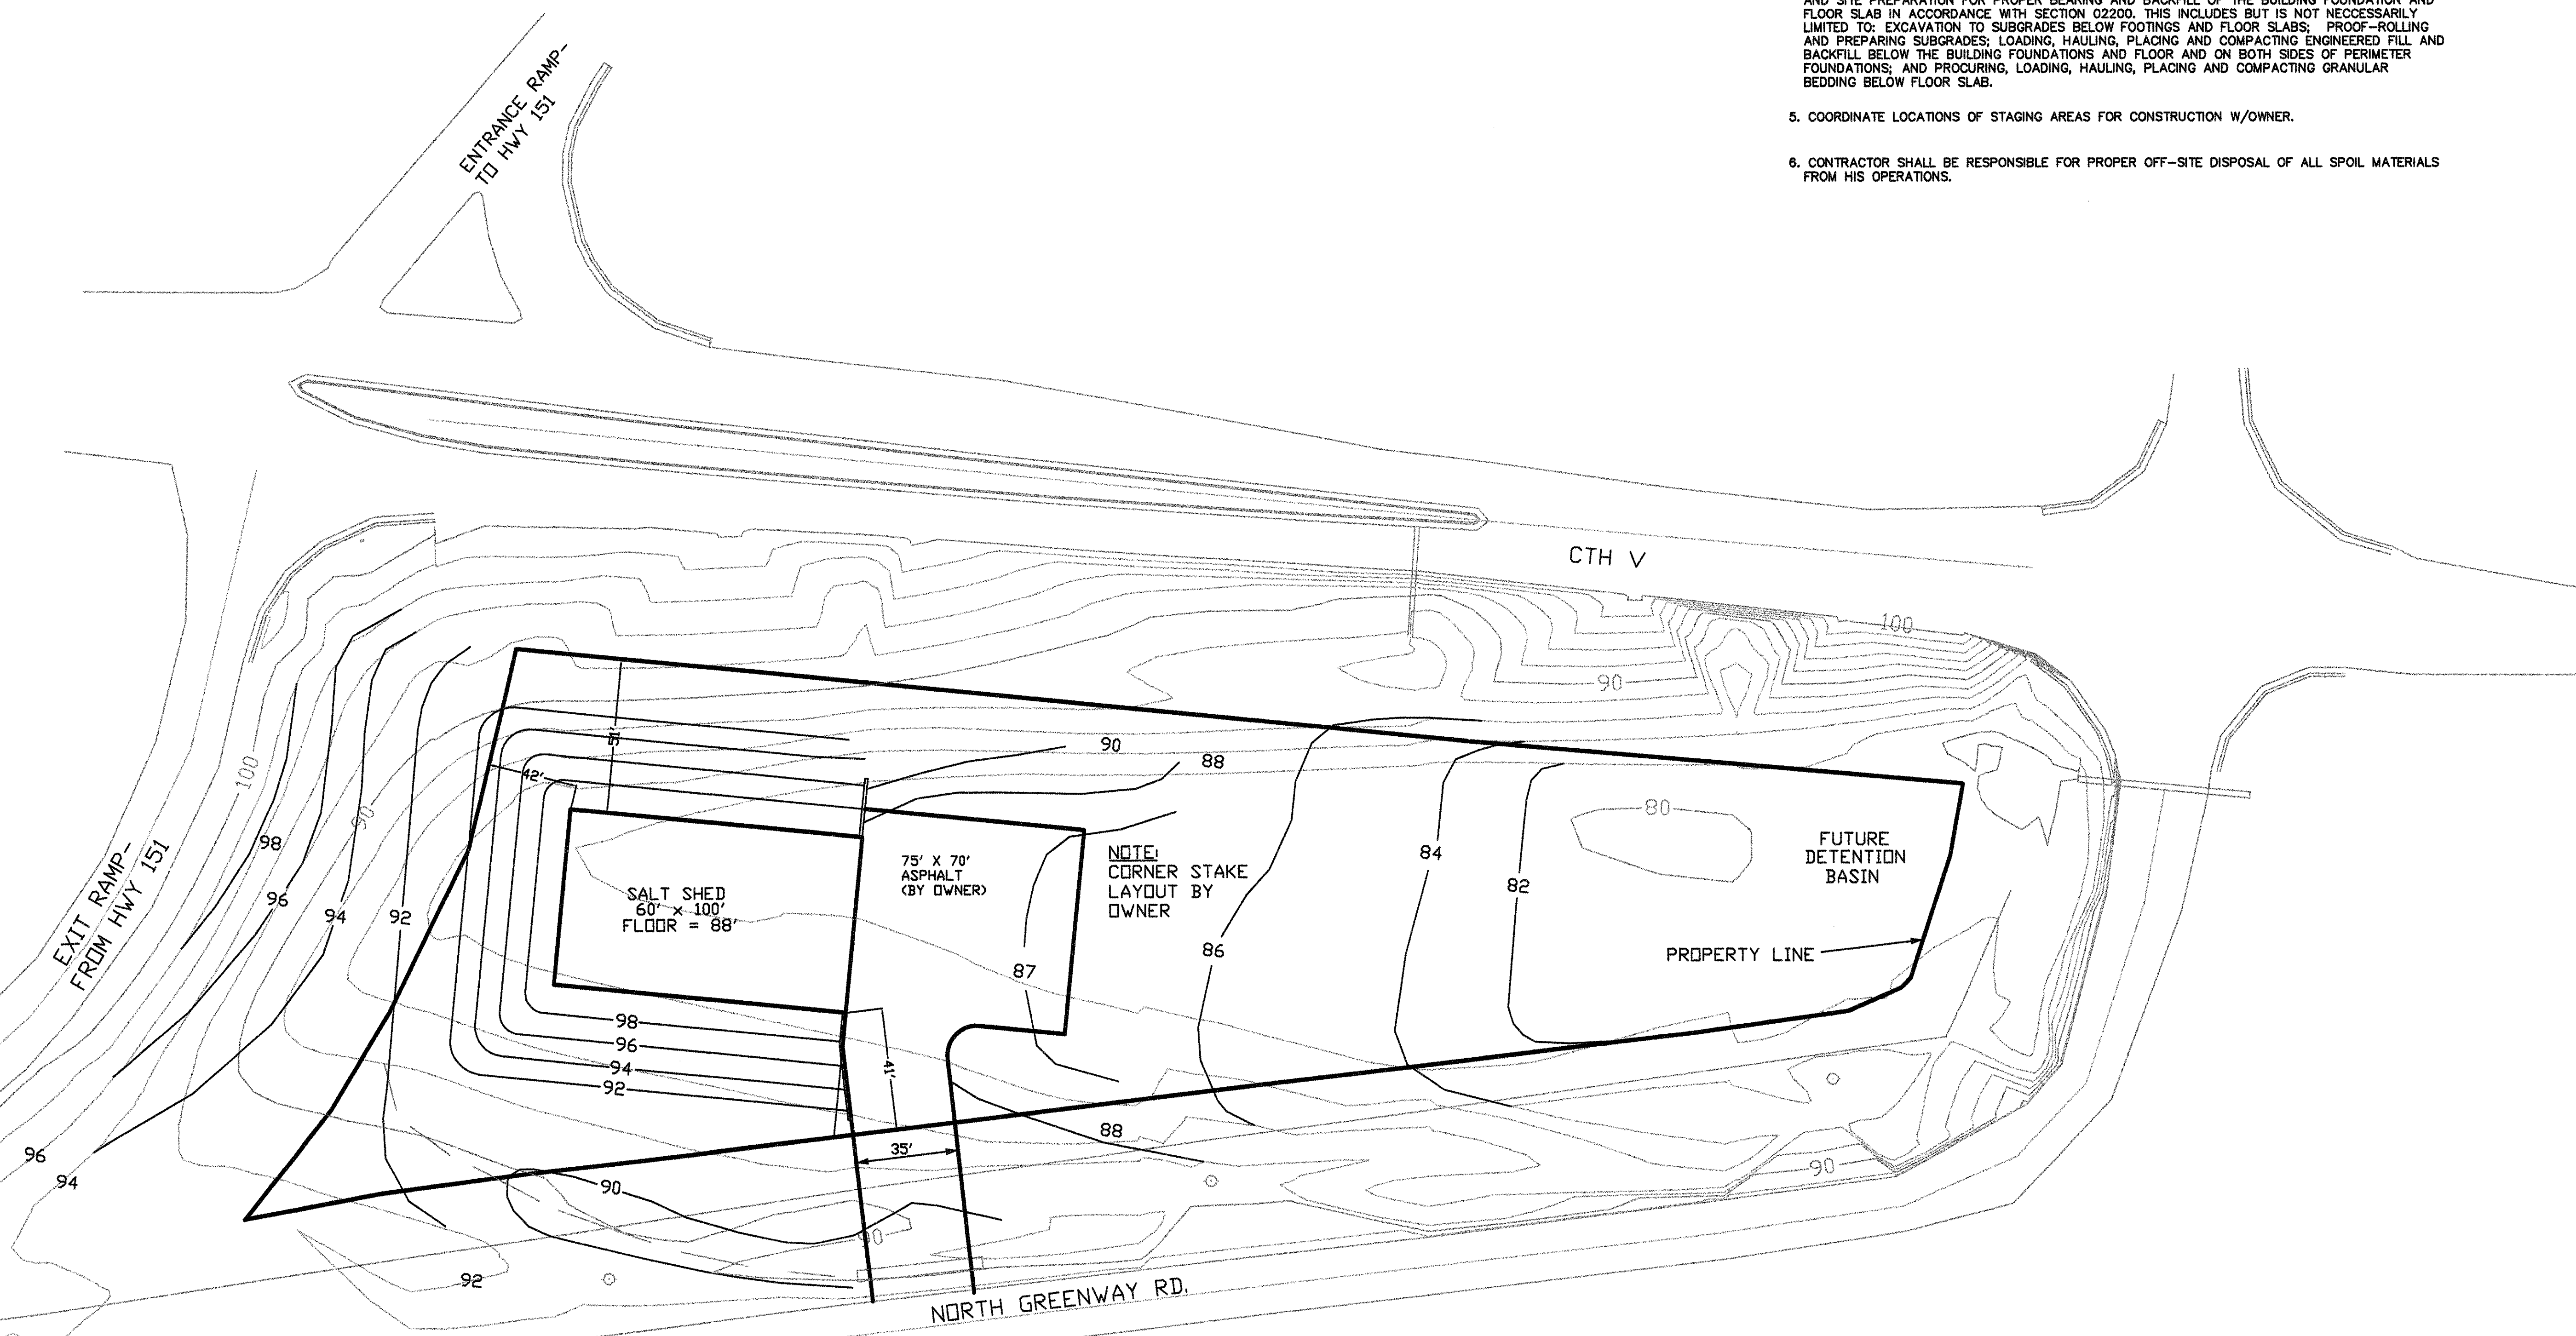 AND SITE PREPARATION FOR PROPER BEARING AND BACKFILL OF THE BUILDING FOUNDATION AND
FLOOR SLAB IN ACCORDANCE WITH SECTION 02200. THIS INCLUDES BUT IS NOT NECCESSARILY
LIMITED TO: EXCAVATION TO SUBGRADES BELOW FOOTINGS AND FLOOR SLABS; PROOF-ROLLING
AND PREPARING SUBGRADES; LOADING, HAULING, PLACING AND COMPACTING ENGINEERED FILL AND
BACKFILL BELOW THE BUILDING FOUNDATIONS AND FLOOR AND ON BOTH SIDES OF PERIMETER
FOUNDATIONS; AND PROCURING, LOADING, HAULING, PLACING AND COMPACTING GRANULAR
BEDDING BELOW FLOOR SLAB.
5. COORDINATE LOCATIONS OF STAGING AREAS FOR CONSTRUCTION W/OWNER.
6. CONTRACTOR SHALL BE RESPONSIBLE FOR PROPER OFF-SITE DISPOSAL OF ALL SPOIL MATERIALS
FROM HIS OPERATIONS.
ENTRANCE RAMP-
TO HWY 151
CTH V
100
90
90
88
51'
42'
100
90
80
98
96
94
92
EXIT RAMP-
FROM HWY 151
SALT SHED
60' x 100'
FLOOR = 88'
75' X 70'
ASPHALT
(BY OWNER)
NOTE:
CORNER STAKE
LAYOUT BY
OWNER
87
86
84
82
FUTURE
DETENTION
BASIN
PROPERTY LINE
98
96
94
92
41'
35'
88
96
94
90
90
90
92
NORTH GREENWAY RD.